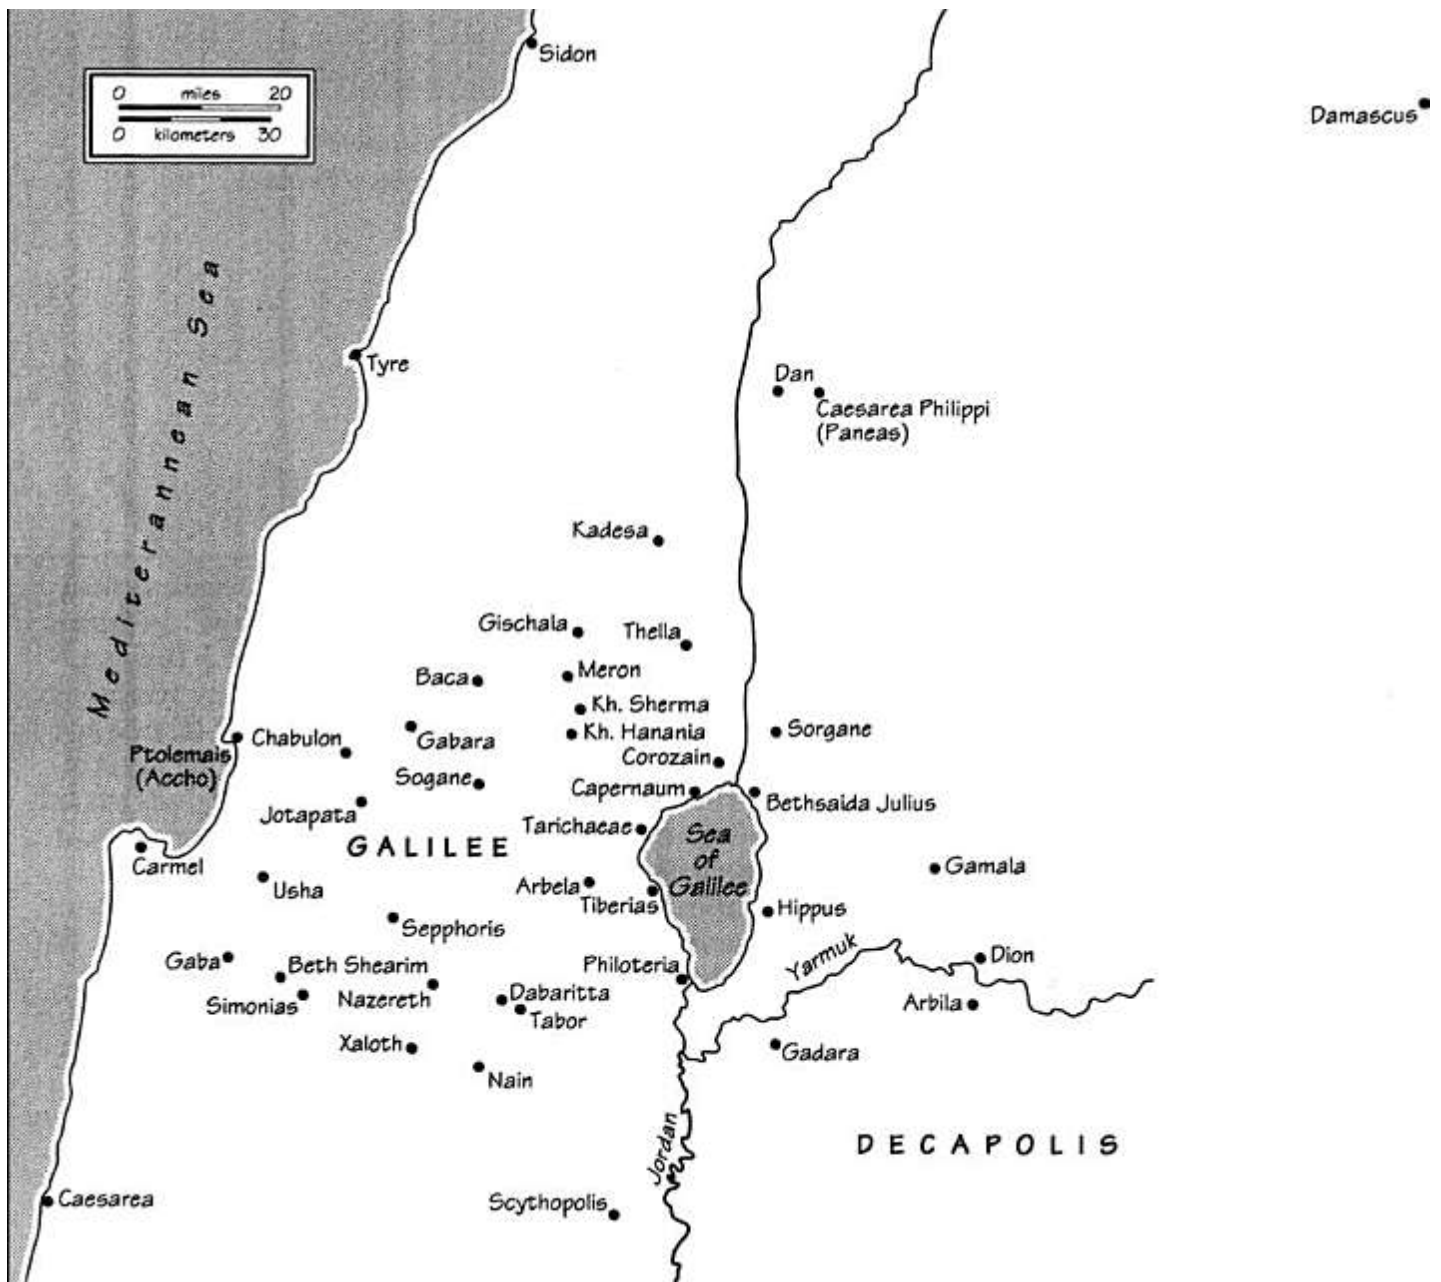 Sidon
0 miles 20
0 kilometers 30
Damascus
Mediterannean Sea
Tyre
Dan
Caesarea Philippi
(Paneas)
Kadesa
Gischala
Thella
Meron
Baca
Kh. Sherma
Chabulon
Gabara
Kh. Hanania
Sorgane
Ptolemais
(Accho)
Corozain
Sogane
Capernaum
Bethsaida Julius
Jotapata
Tarichaeae
GALILEE
Sea
of
Galilee
Carmel
Gamala
Usha
Arbela
Tiberias
Hippus
Sepphoris
Yarmuk
Gaba
Beth Shearim
Philoteria
Dion
Simonias
Nazereth
Dabaritta
Tabor
Arbila
Xaloth
Gadara
Nain
Jordan
DECAPOLIS
Caesarea
Scythopolis